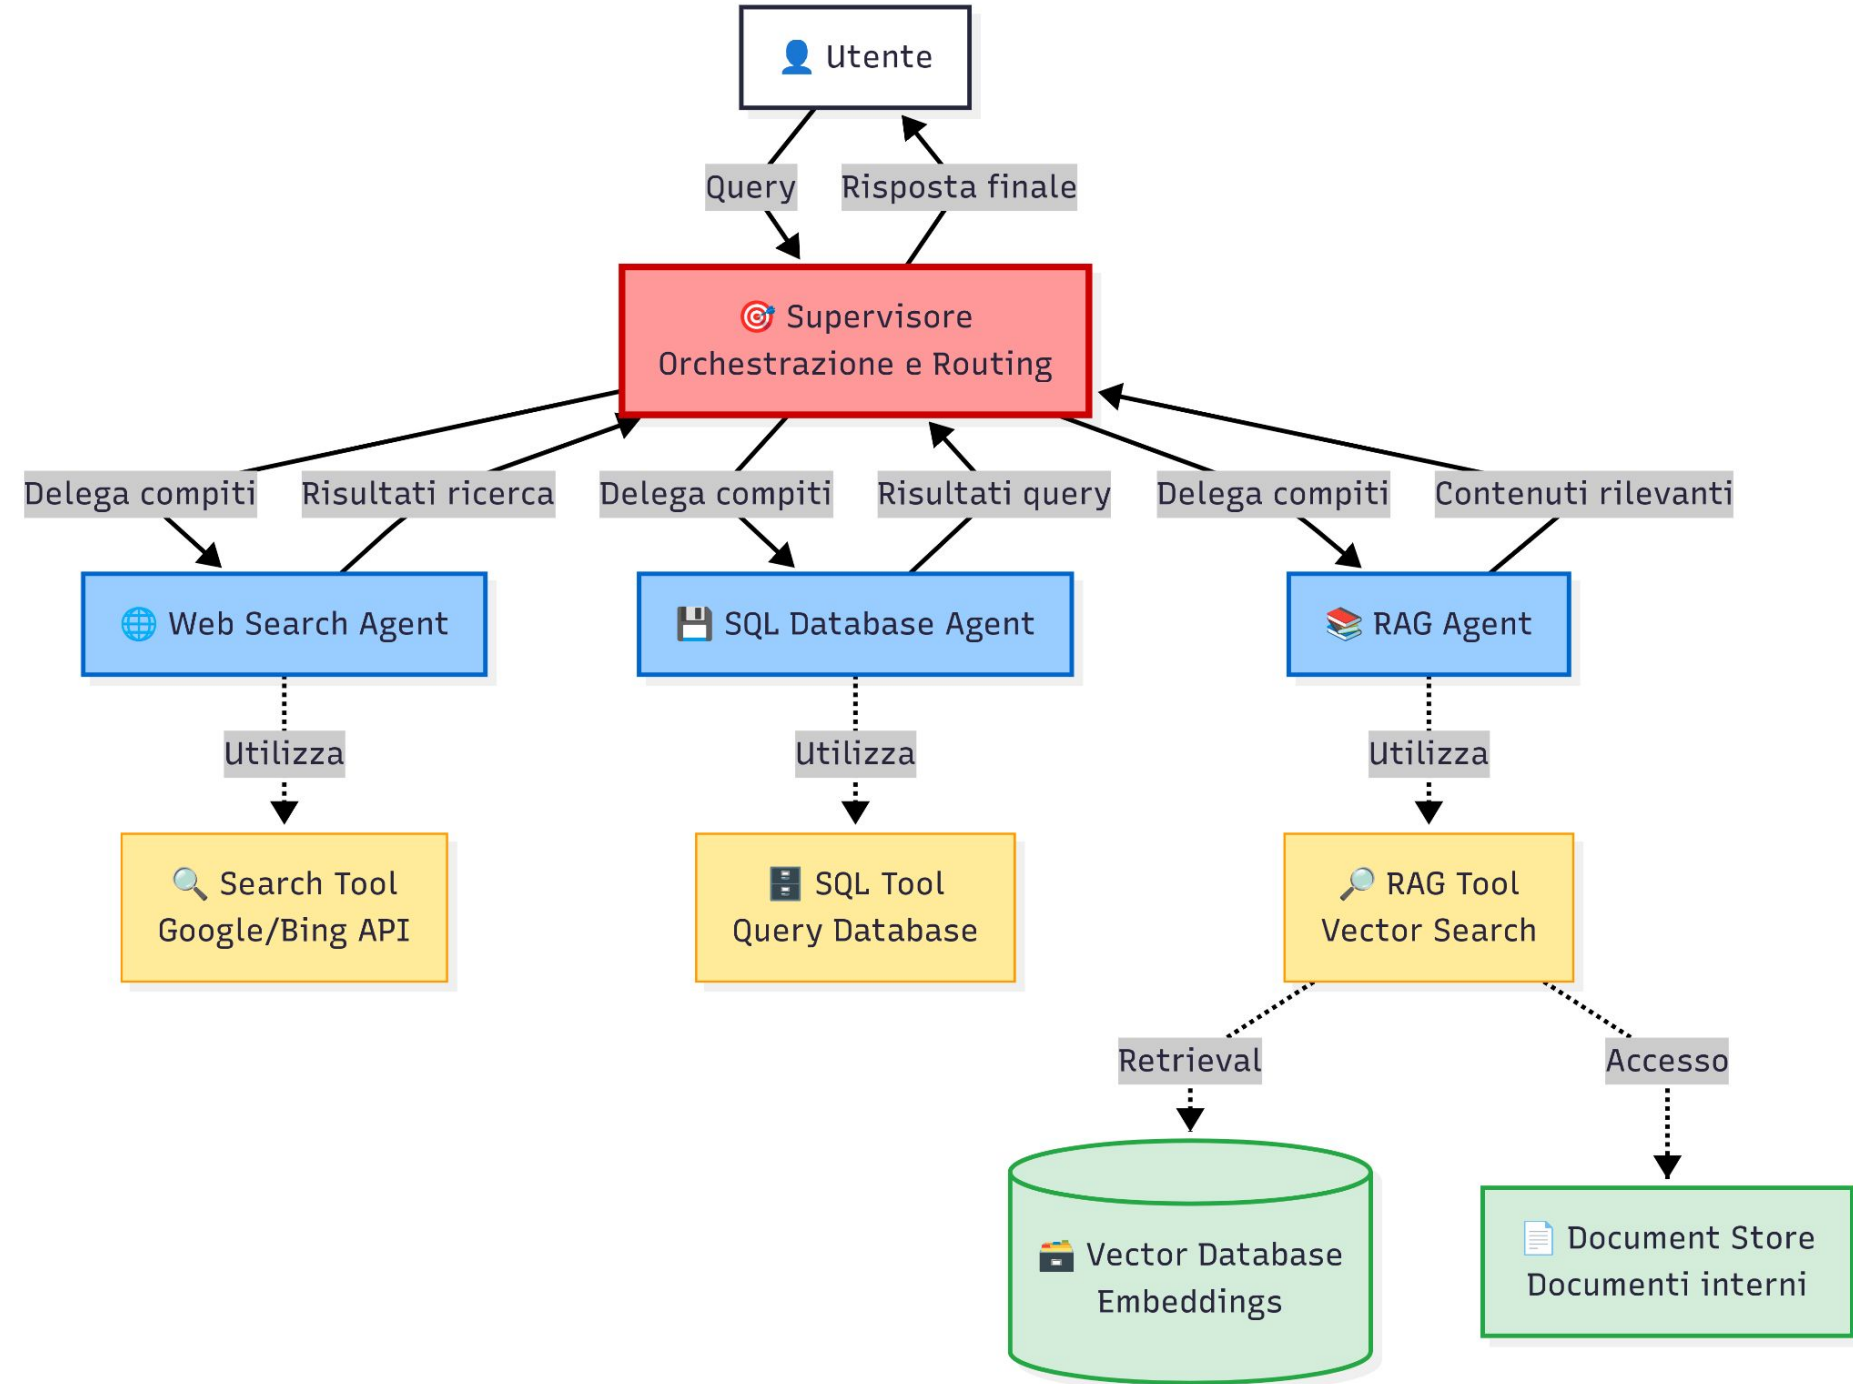 Utente
Query
Risposta finale
Supervisore
Orchestrazione e Routing
Delega compiti
Risultati ricerca
Delega compiti
Risultati query
Delega compiti
Contenuti rilevanti
Web Search Agent
SQL Database Agent
RAG Agent
Utilizza
Utilizza
Utilizza
Search Tool
Google/Bing API
SQL Tool
Query Database
RAG Tool
Vector Search
Retrieval
Accesso
Vector Database
Embeddings
Document Store
Documenti interni